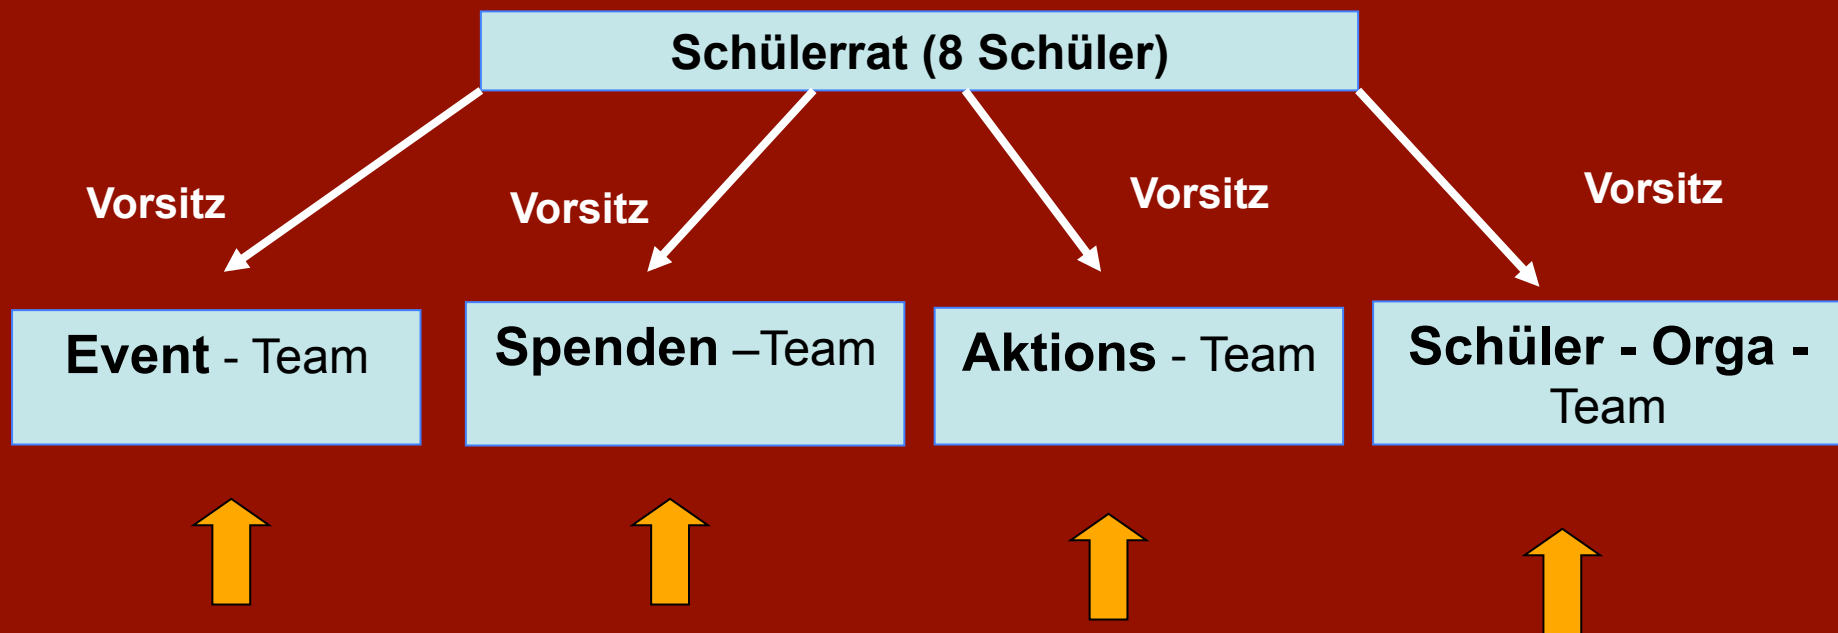 Schülerrat (8 Schüler)
Vorsitz
Vorsitz
Vorsitz
Vorsitz
Event - Team
Spenden –Team
Aktions - Team
Schüler - Orga -
Team